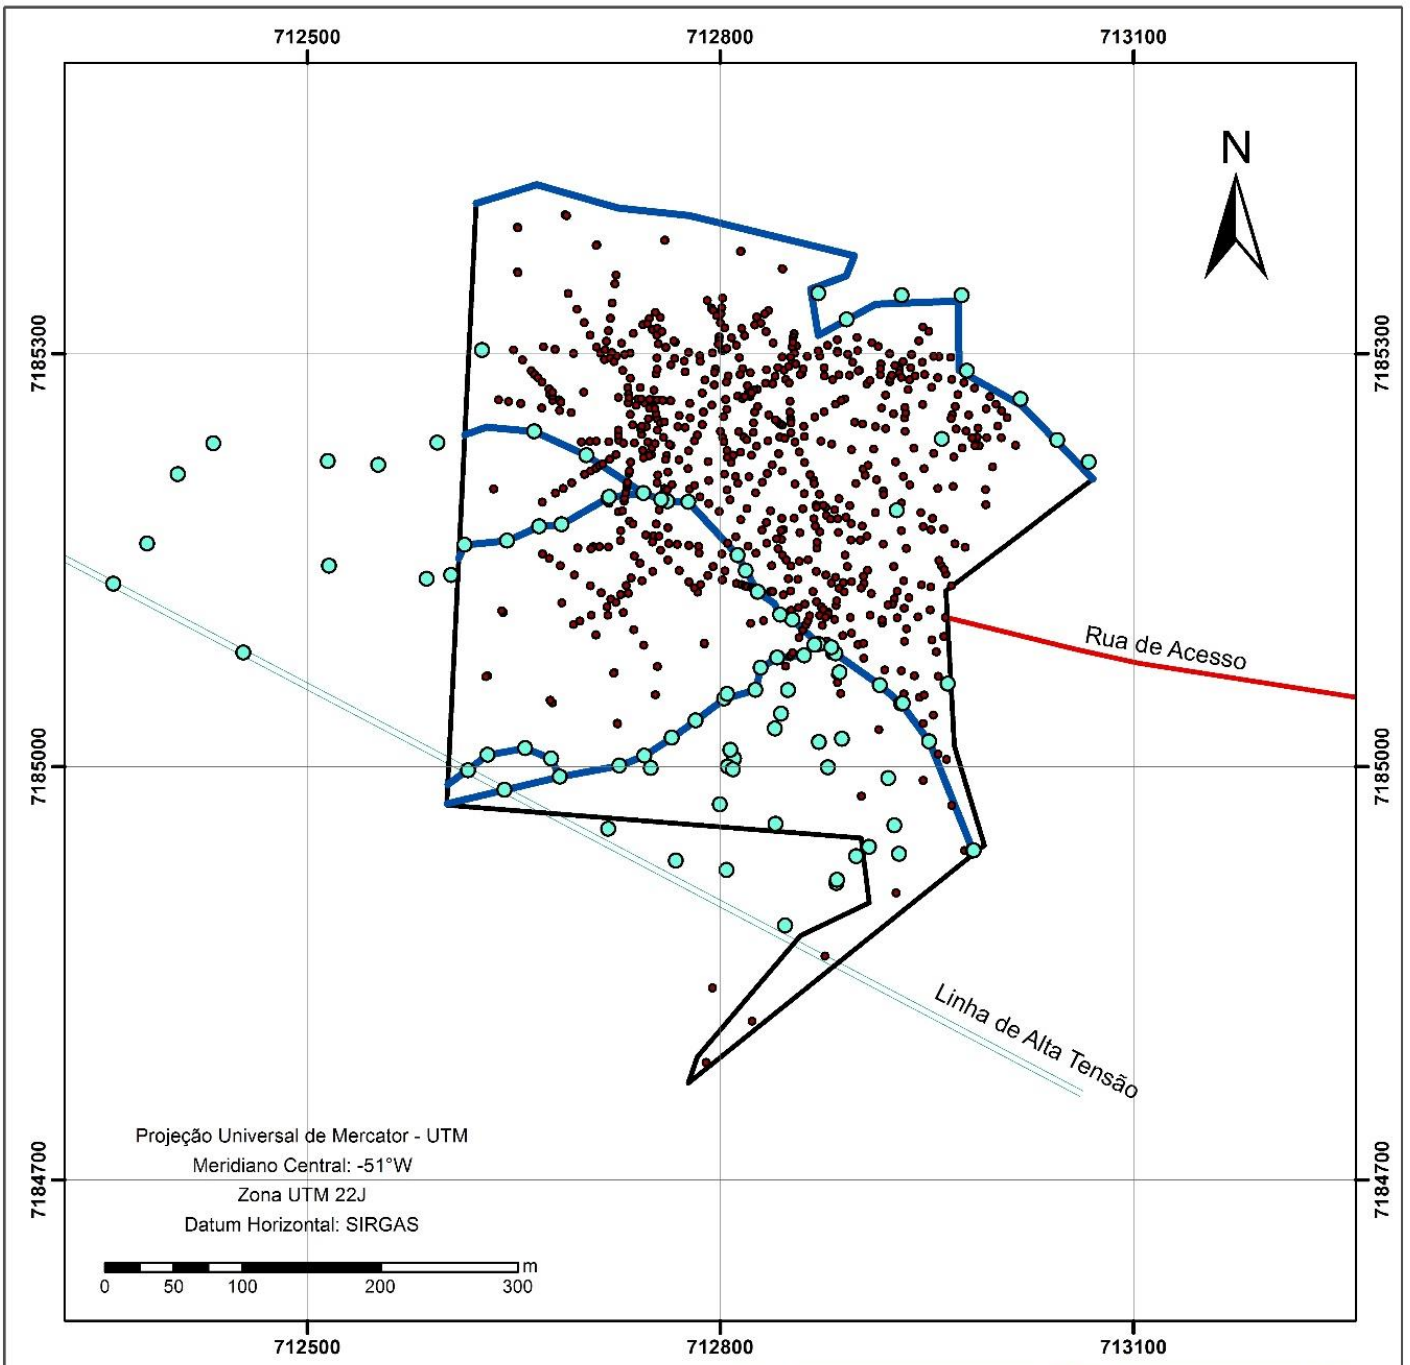 712500 712800 713100
N
7185300 7185300
Rua de Acesso
7185000 7185000
Linha de Alta Tensão
Projeção Universal de Mercator - UTM
Meridiano Central: -51°W
Zona UTM 22J
Datum Horizontal: SIRGAS
7184700 7184700
m
0 50 100 200 300
712500 712800 713100